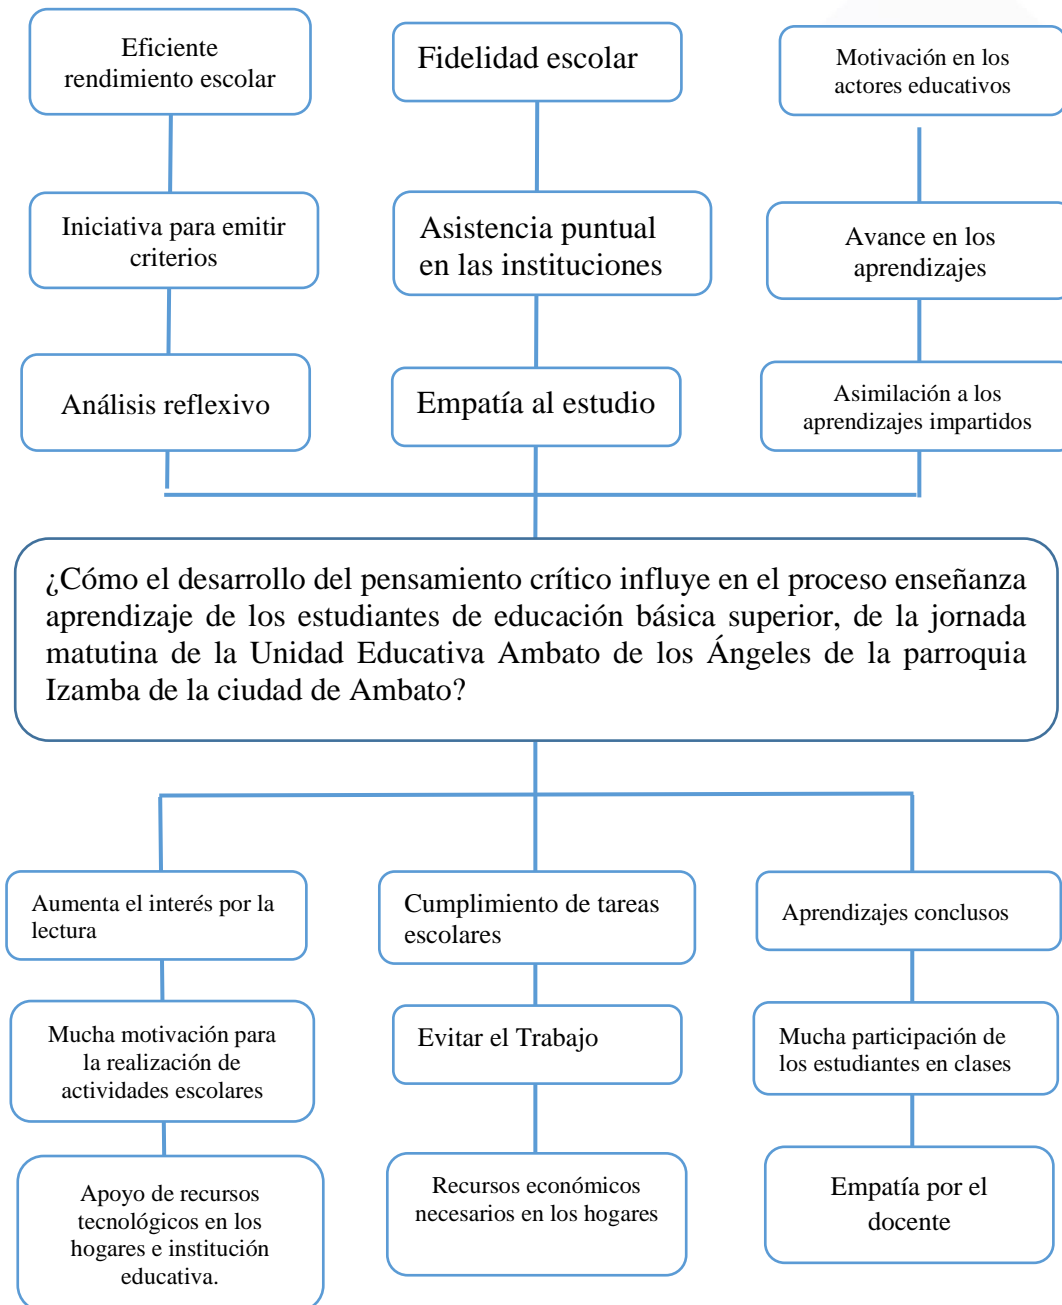 Eficiente
rendimiento escolar
Fidelidad escolar
Motivación en los
actores educativos
Iniciativa para emitir
criterios
Asistencia puntual
en las instituciones
Avance en los
aprendizajes
Análisis reflexivo
Empatía al estudio
Asimilación a los
aprendizajes impartidos
¿Cómo el desarrollo del pensamiento crítico influye en el proceso enseñanza
aprendizaje de los estudiantes de educación básica superior, de la jornada
matutina de la Unidad Educativa Ambato de los Ángeles de la parroquia
Izamba de la ciudad de Ambato?
Aumenta el interés por la
lectura
Cumplimiento de tareas
escolares
Aprendizajes conclusos
Mucha motivación para
la realización de
actividades escolares
Evitar el Trabajo
Mucha participación de
los estudiantes en clases
Apoyo de recursos
tecnológicos en los
hogares e institución
educativa.
Recursos económicos
necesarios en los hogares
Empatía por el
docente